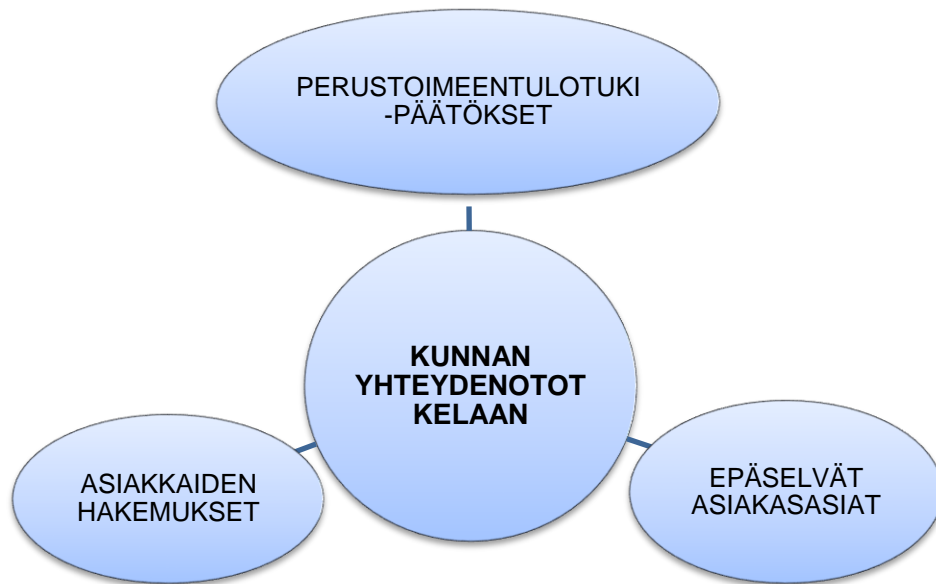 PERUSTOIMEENTULOTUKI
-PÄÄTÖKSET
KUNNAN
YHTEYDENOTOT
KELAAN
ASIAKKAIDEN
HAKEMUKSET
EPÄSELVÄT
ASIAKASASIAT